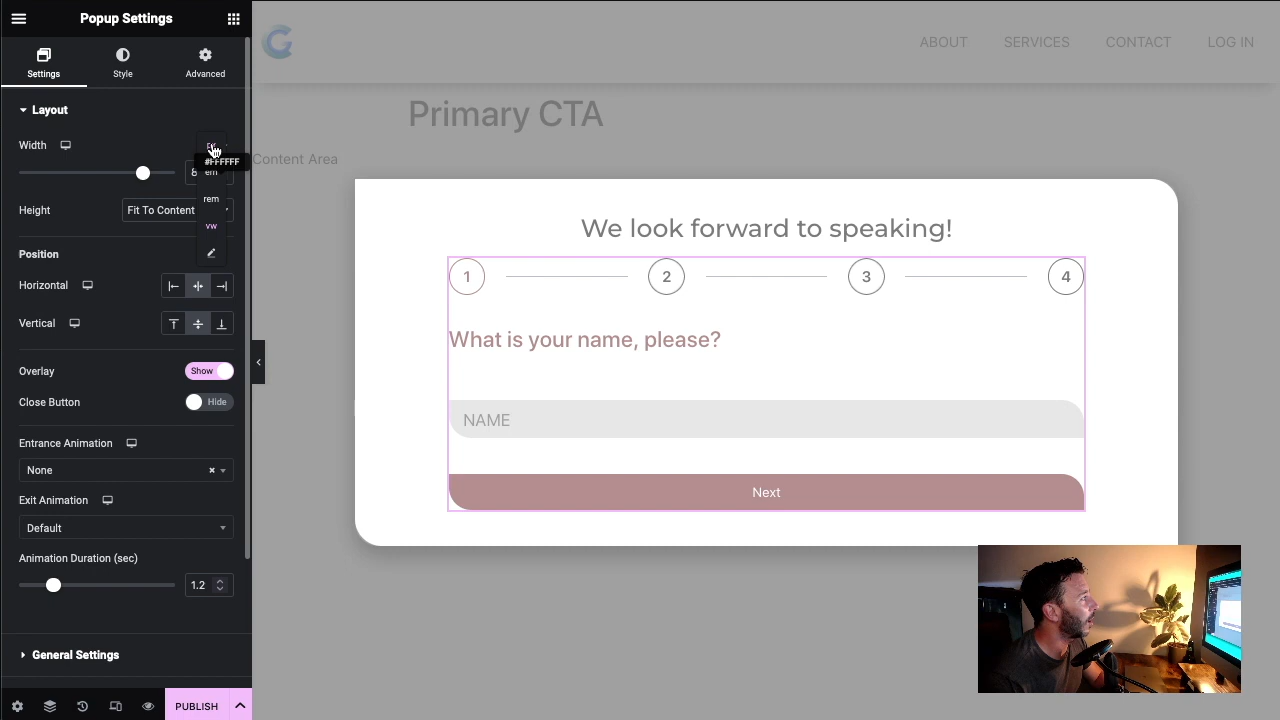 Popup Settings
Settings
Style
Advanced
Layout
Width
#FFFFFF
em
rem
vw
Height
Fit To Content
Position
Horizontal
Vertical
Overlay
Show
Close Button
Hide
Entrance Animation
None
Exit Animation
Default
Animation Duration (sec)
1.2
General Settings
PUBLISH
ABOUT
SERVICES
CONTACT
LOG IN
Primary CTA
Content Area
We look forward to speaking!
1
2
3
4
What is your name, please?
NAME
Next